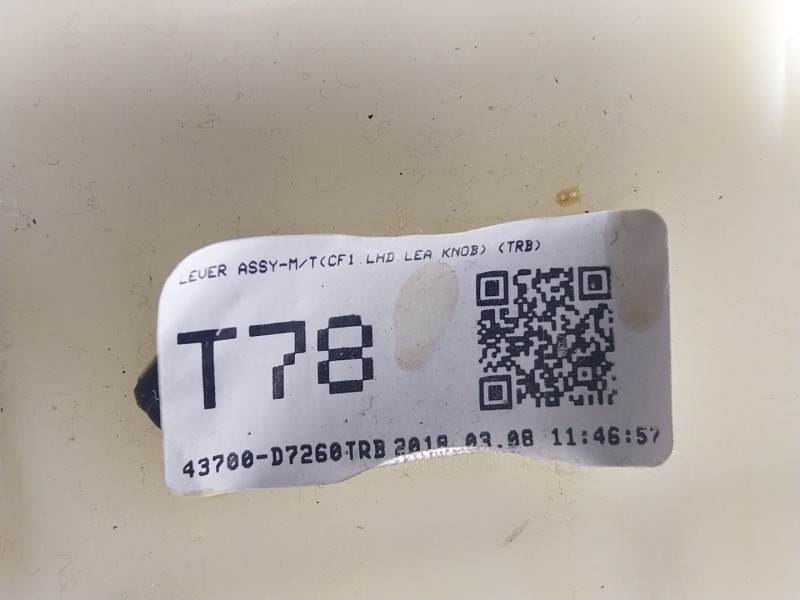 LEVER ASSY-M/T(CF1.LHD.LEA KNOB) (TRB)
T78
43700-D7260TRB 2018.03.08 11:46:57